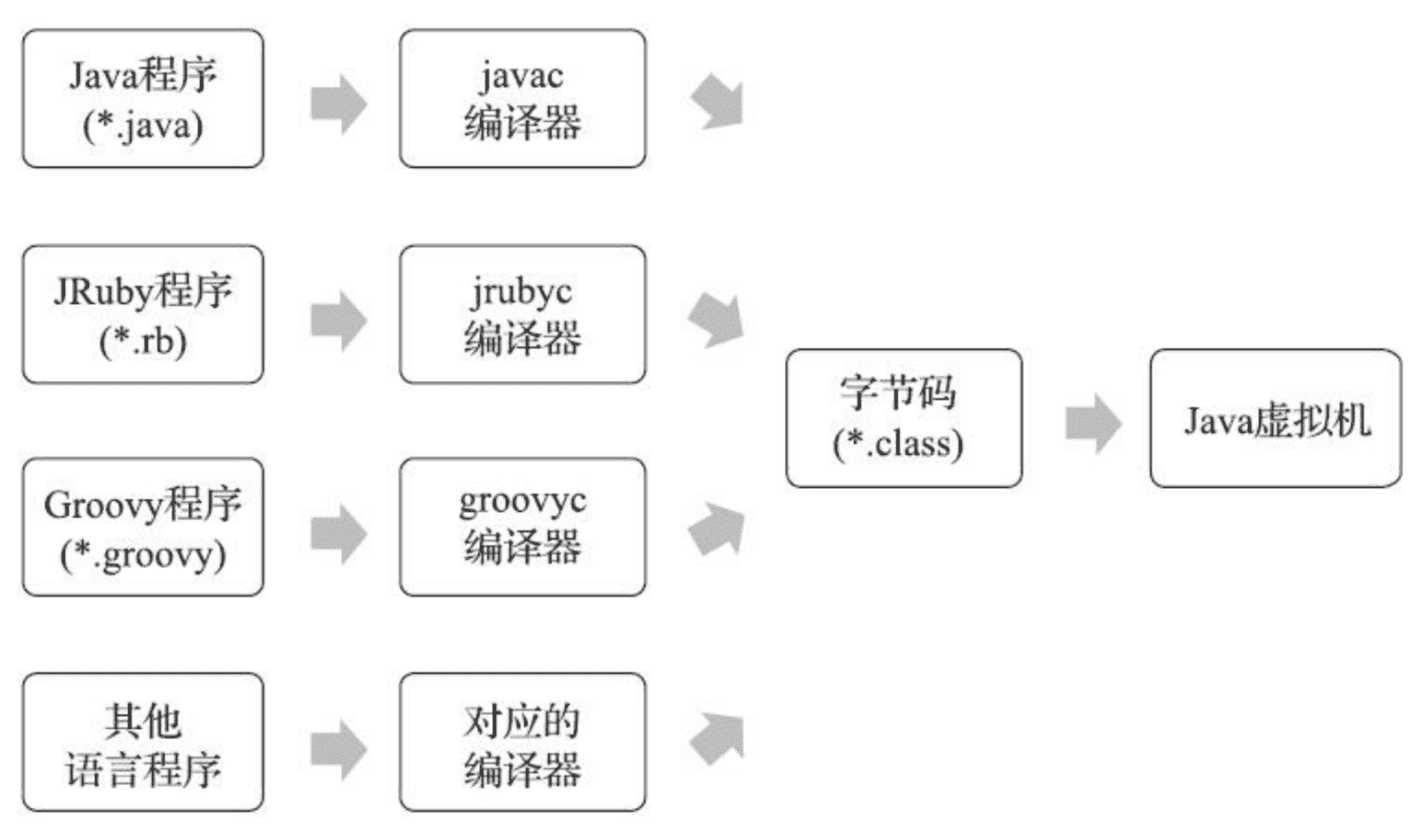 Java程序
(*.java)
javac
编译器
JRuby程序
(*.rb)
jrubyc
编译器
Groovy程序
(*.groovy)
groovyc
编译器
其他
语言程序
对应的
编译器
字节码
(*.class)
Java虚拟机